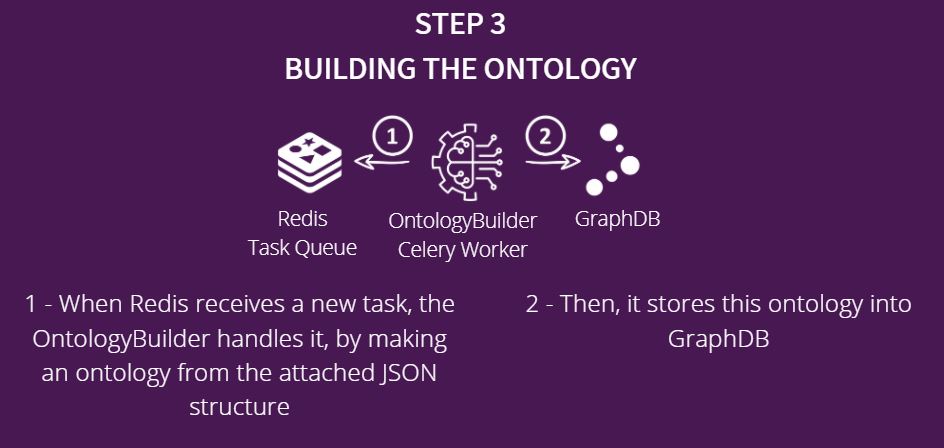 STEP 3
BUILDING THE ONTOLOGY
1
2
Redis
Task Queue
OntologyBuilder
Celery Worker
GraphDB
1 - When Redis receives a new task, the
OntologyBuilder handles it, by making
an ontology from the attached JSON
structure
2 - Then, it stores this ontology into
GraphDB